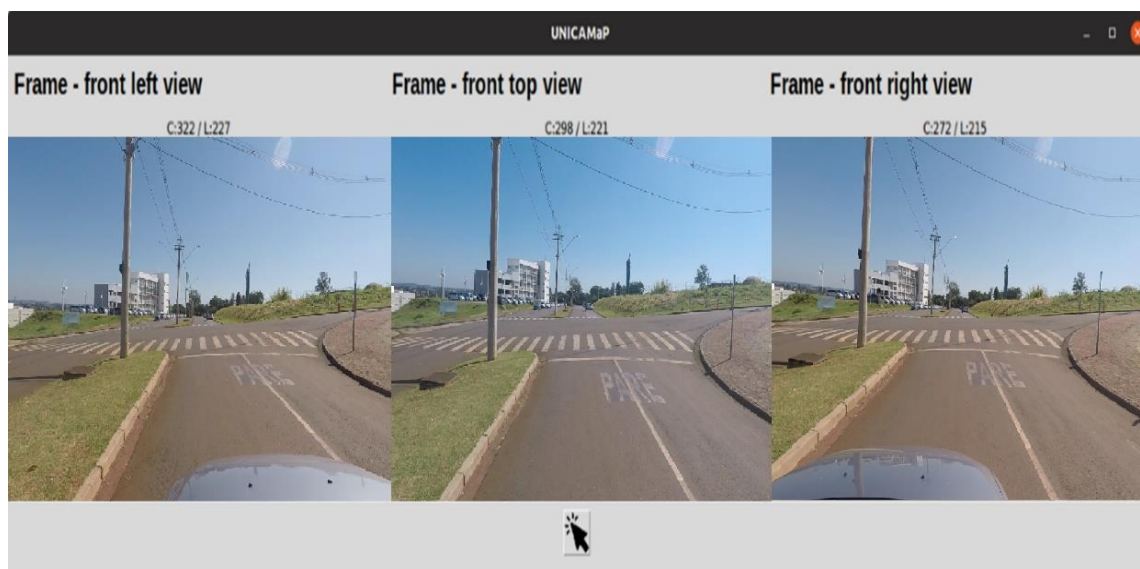 UNICAMaP
Frame - front left view
Frame - front top view
Frame - front right view
C:322 / L:227
C:298 / L:221
C:272 / L:215
PARE
PARE
PARE